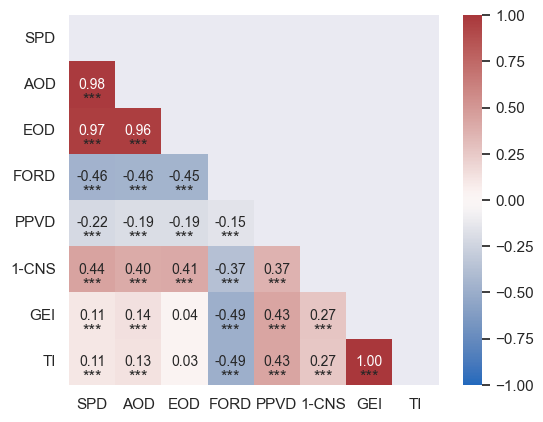 SPD
AOD 0.98
***
EOD 0.97 0.96
*** ***
FORD -0.46 -0.46 -0.45
*** *** ***
PPVD -0.22 -0.19 -0.19 -0.15
*** *** *** ***
1-CNS 0.44 0.40 0.41 -0.37 0.37
*** *** *** *** ***
GEI 0.11 0.14 0.04 -0.49 0.43 0.27
*** *** *** *** ***
TI 0.11 0.13 0.03 -0.49 0.43 0.27 1.00
*** *** *** *** *** ***
SPD AOD EOD FORD PPVD 1-CNS GEI TI
1.00
0.75
0.50
0.25
0.00
-0.25
-0.50
-0.75
-1.00